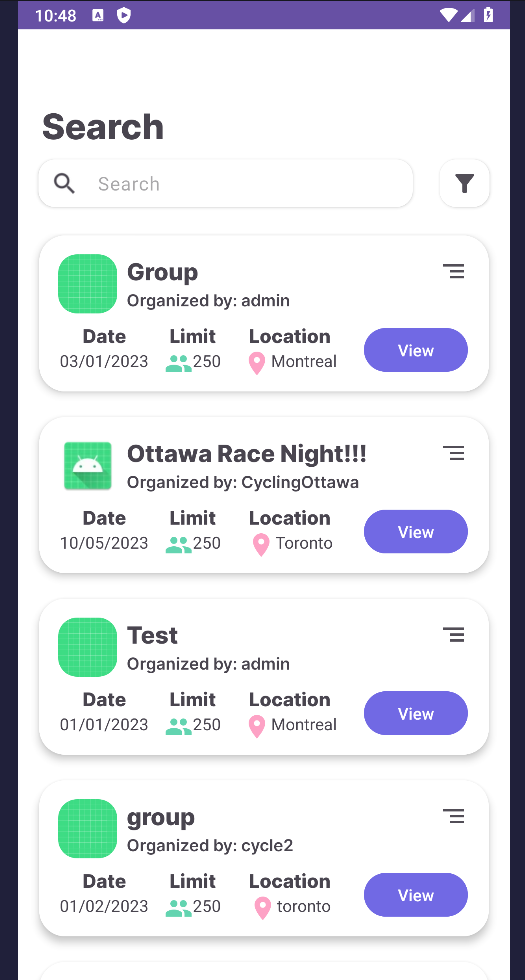 10:48
Search
Search
Group
Organized by: admin
Date Limit Location
03/01/2023 250 Montreal
View
Ottawa Race Night!!!
Organized by: CyclingOttawa
Date Limit Location
10/05/2023 250 Toronto
View
Test
Organized by: admin
Date Limit Location
01/01/2023 250 Montreal
View
group
Organized by: cycle2
Date Limit Location
01/02/2023 250 toronto
View